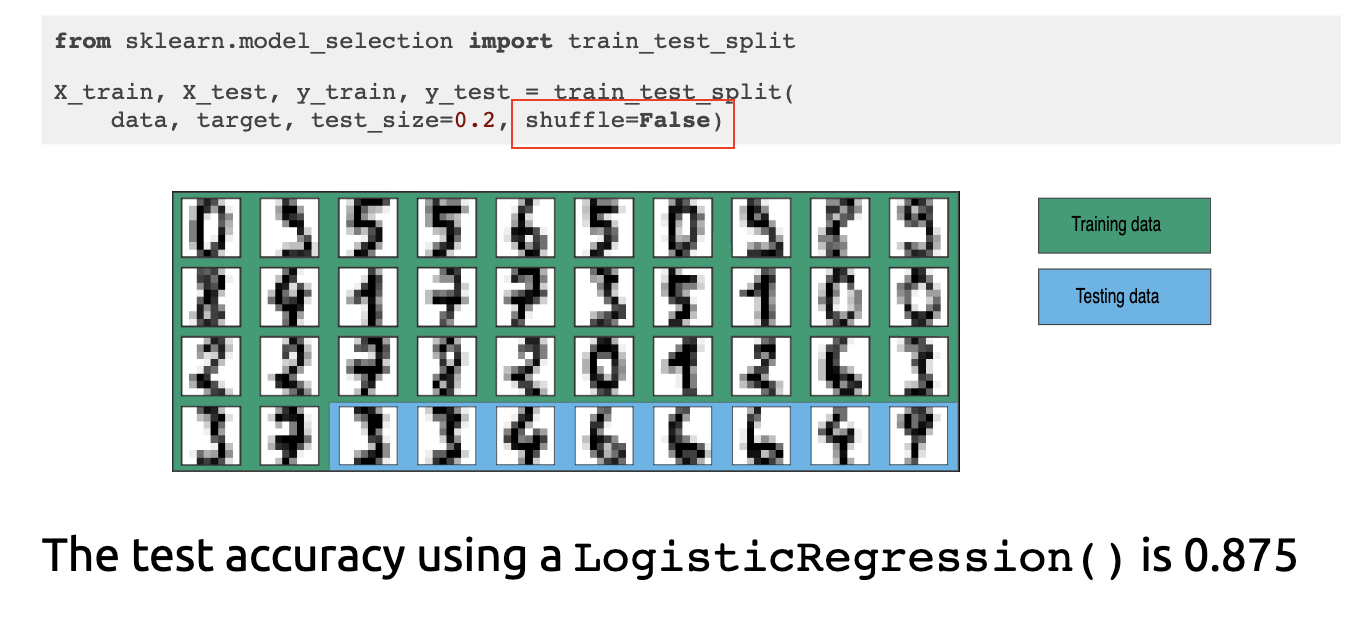 from sklearn.model_selection import train_test_split
X_train, X_test, y_train, y_test = train_test_split(
data, target, test_size=0.2, shuffle=False)
Training data
Testing data
The test accuracy using a LogisticRegression() is 0.875